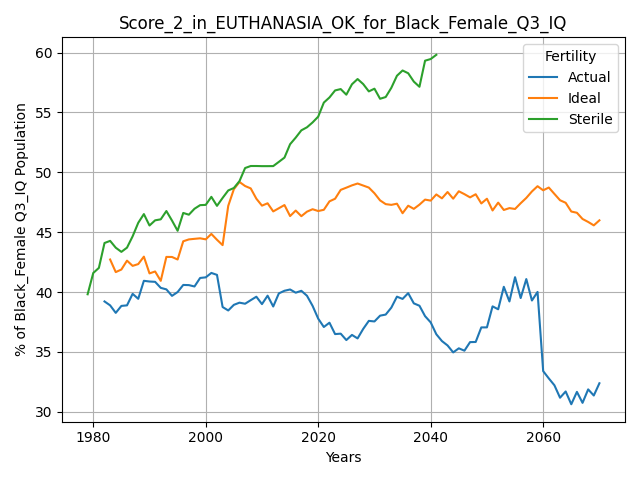 Score_2_in_EUTHANASIA_OK_for_Black_Female_Q3_IQ
Fertility
Actual
Ideal
Sterile
% of Black_Female Q3_IQ Population
60
55
50
45
40
35
30
1980
2000
2020
2040
2060
Years